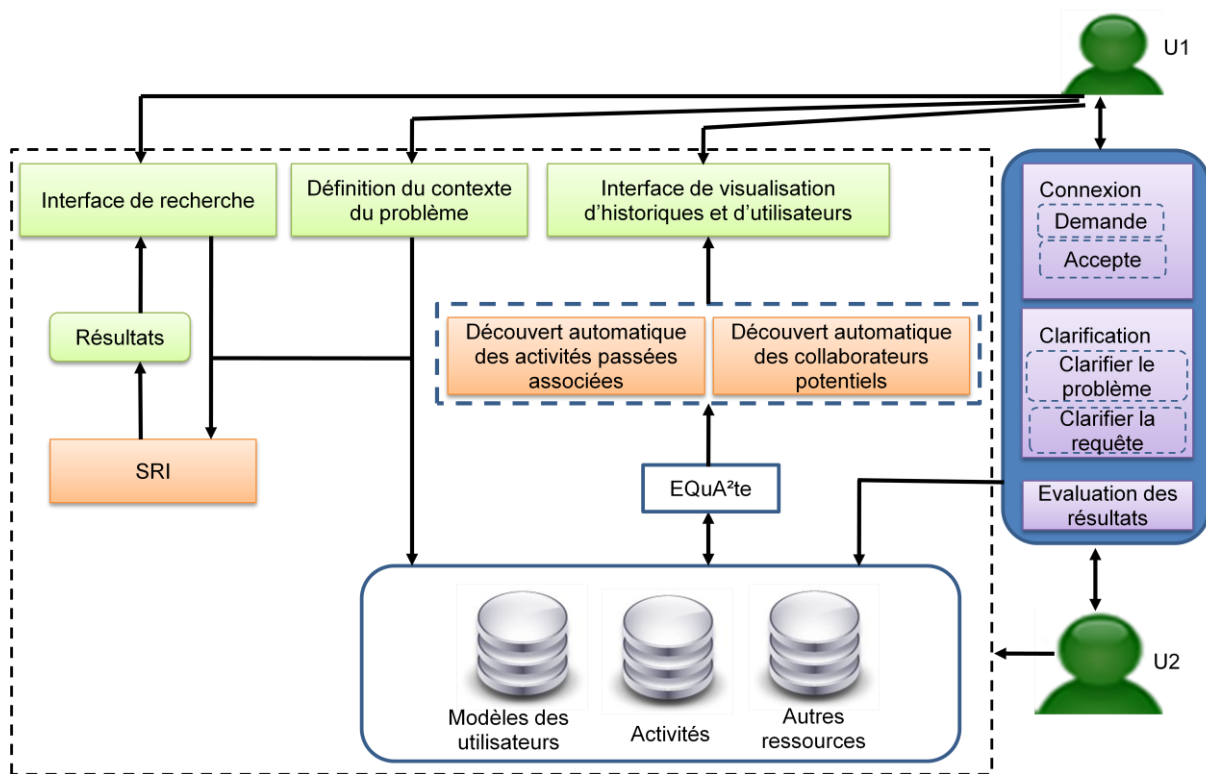 U1
Interface de recherche
Définition du contexte
du problème
Interface de visualisation
d'historiques et d'utilisateurs
Connexion
Demande
Accepte
Résultats
Découvert automatique
des activités passées
associées
Découvert automatique
des collaborateurs
potentiels
Clarification
Clarifier le
problème
Clarifier la
requête
SRI
EQuA²te
Evaluation des
résultats
Modèles des
utilisateurs
Activités
Autres
ressources
U2